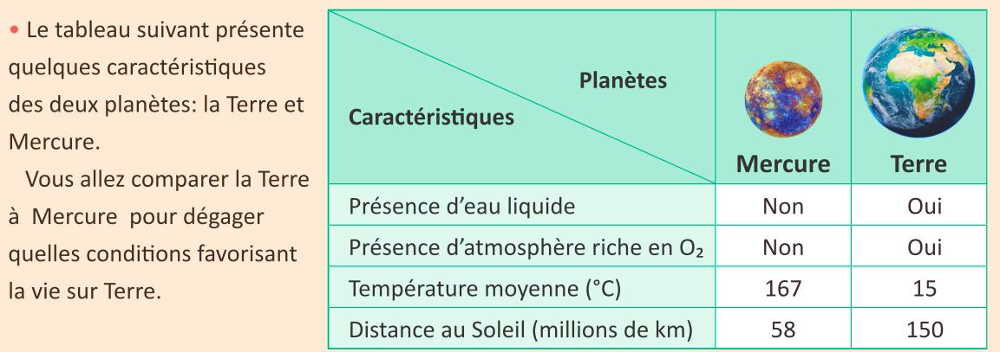 • Le tableau suivant présente
quelques caractéristiques
des deux planètes: la Terre et
Mercure.
Vous allez comparer la Terre
à Mercure pour dégager
quelles conditions favorisant
la vie sur Terre.
Planètes
Caractéristiques
Mercure Terre
Présence d'eau liquide Non Oui
Présence d'atmosphère riche en O₂ Non Oui
Température moyenne (°C) 167 15
Distance au Soleil (millions de km) 58 150